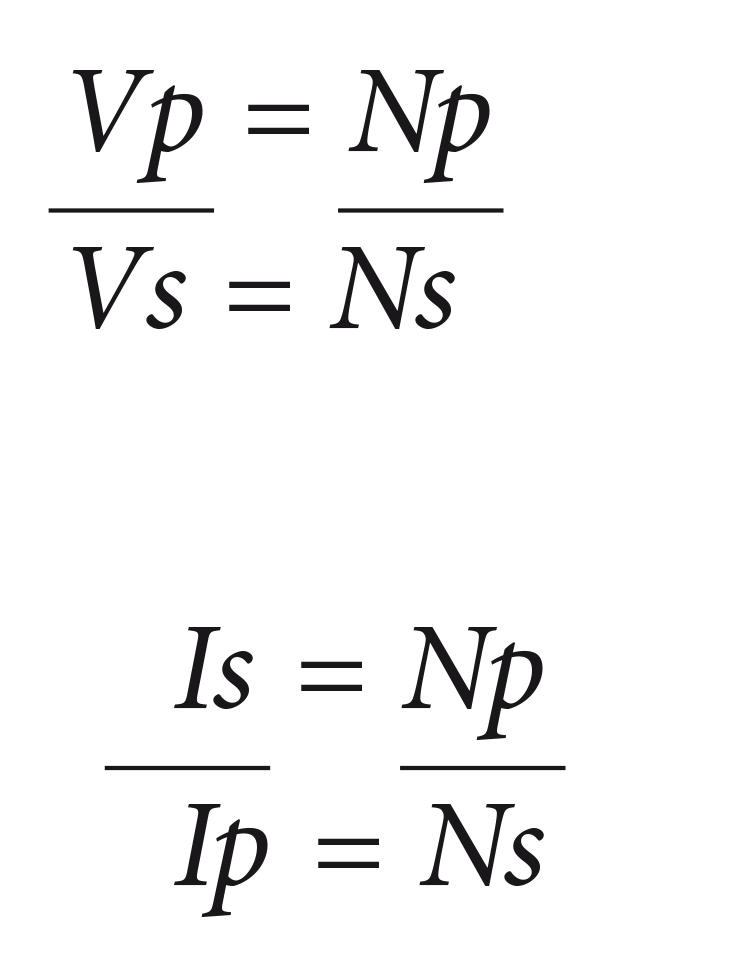 Vp = Np
Vs = Ns
Is = Np
Ip = Ns